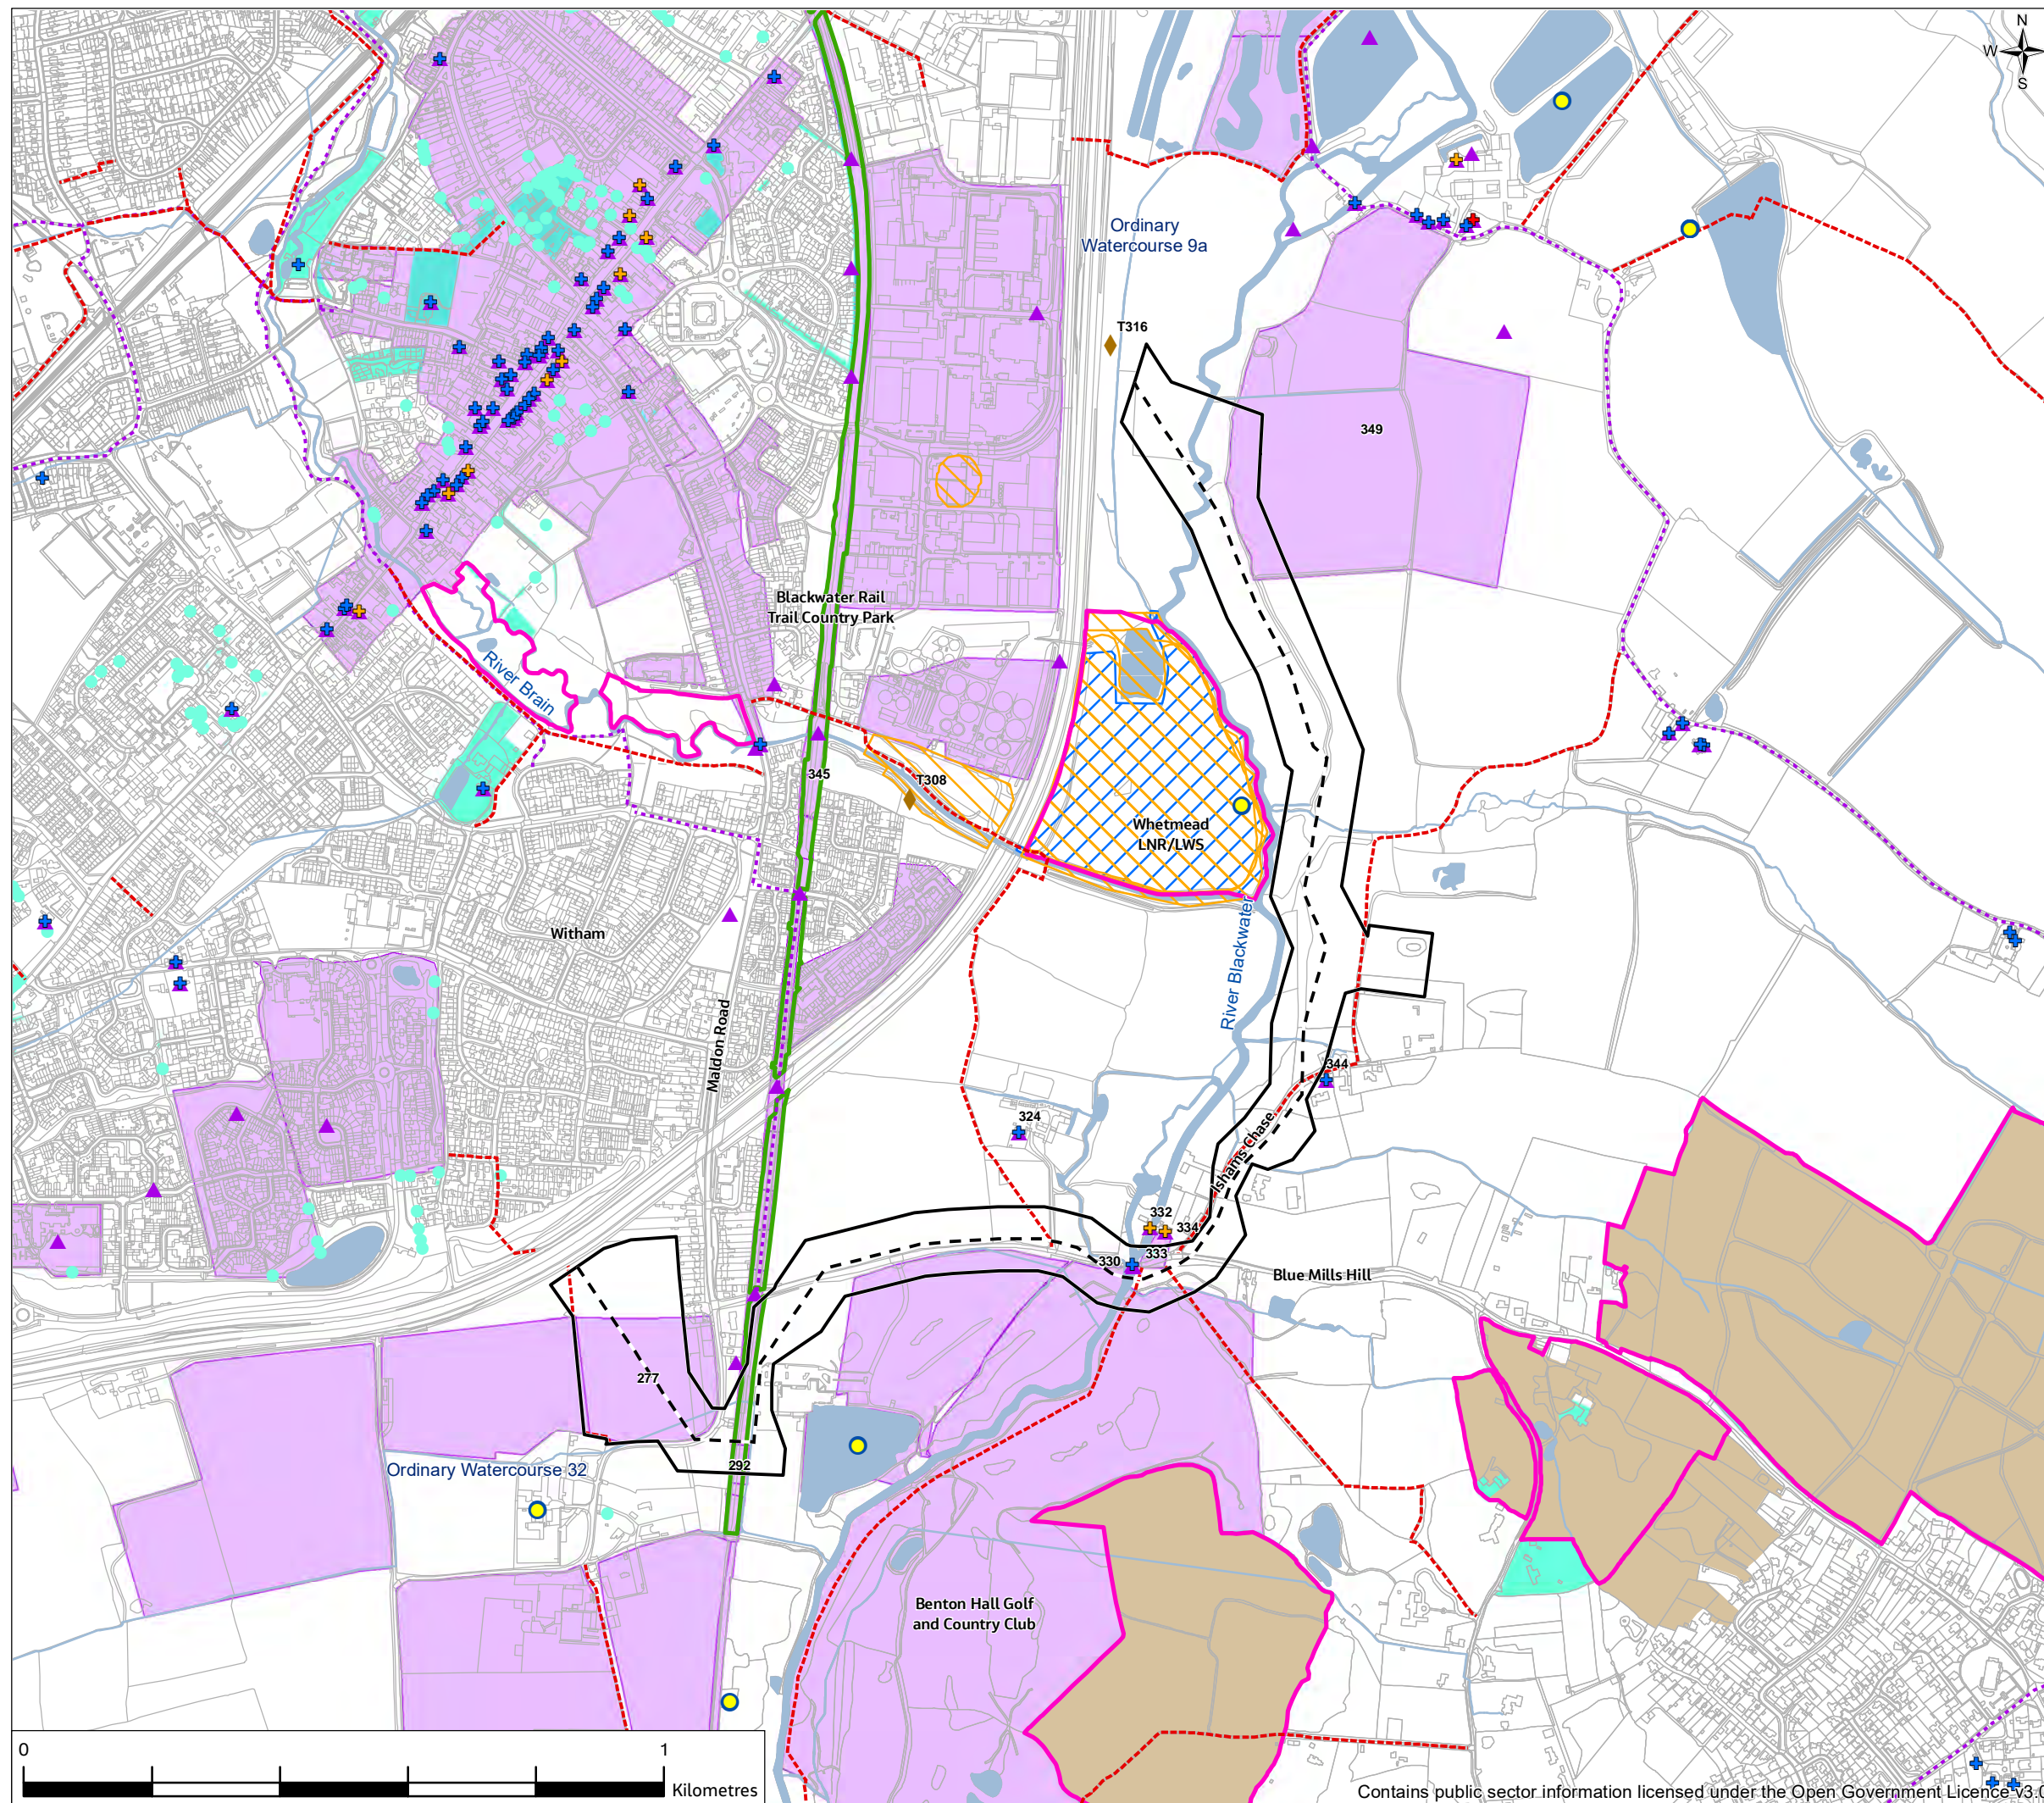 N
W
S
Ordinary
Watercourse 9a
T316
349
Blackwater Rail
Trail Country Park
River Brain
345
T308
Whetmead
LNR/LWS
River Blackwater
Witham
Maldon Road
344
324
Ishams Chase
332
334
333
330
Blue Mills Hill
277
292
Ordinary Watercourse 32
Benton Hall Golf
and Country Club
0
1
Kilometres
Contains public sector information licensed under the Open Government Licence v3.0